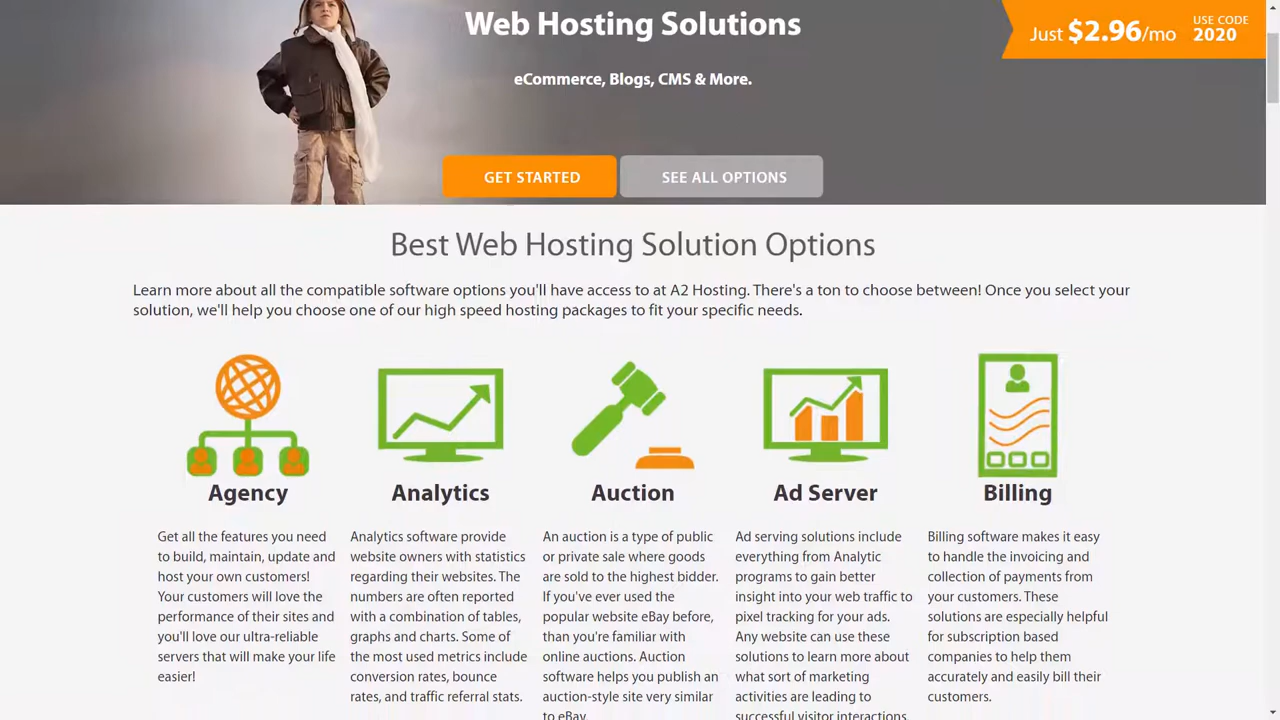 Web Hosting Solutions
Just $2.96/mo
USE CODE
2020
eCommerce, Blogs, CMS & More.
GET STARTED
SEE ALL OPTIONS
Best Web Hosting Solution Options
Learn more about all the compatible software options you'll have access to at A2 Hosting. There's a ton to choose between! Once you select your
solution, we'll help you choose one of our high speed hosting packages to fit your specific needs.
Agency
Get all the features you need
to build, maintain, update and
host your own customers!
Your customers will love the
performance of their sites and
you'll love our ultra-reliable
servers that will make your life
easier!
Analytics
Analytics software provide
website owners with statistics
regarding their websites. The
numbers are often reported
with a combination of tables,
graphs and charts. Some of
the most used metrics include
conversion rates, bounce
rates, and traffic referral stats.
Auction
An auction is a type of public
or private sale where goods
are sold to the highest bidder.
If you've ever used the
popular website eBay before,
than you're familiar with
online auctions. Auction
software helps you publish an
auction-style site very similar
to eBay.
Ad Server
Ad serving solutions include
everything from Analytic
programs to gain better
insight into your web traffic to
pixel tracking for your ads.
Any website can use these
solutions to learn more about
what sort of marketing
activities are leading to
successful visitor interactions.
Billing
Billing software makes it easy
to handle the invoicing and
collection of payments from
your customers. These
solutions are especially helpful
for subscription based
companies to help them
accurately and easily bill their
customers.